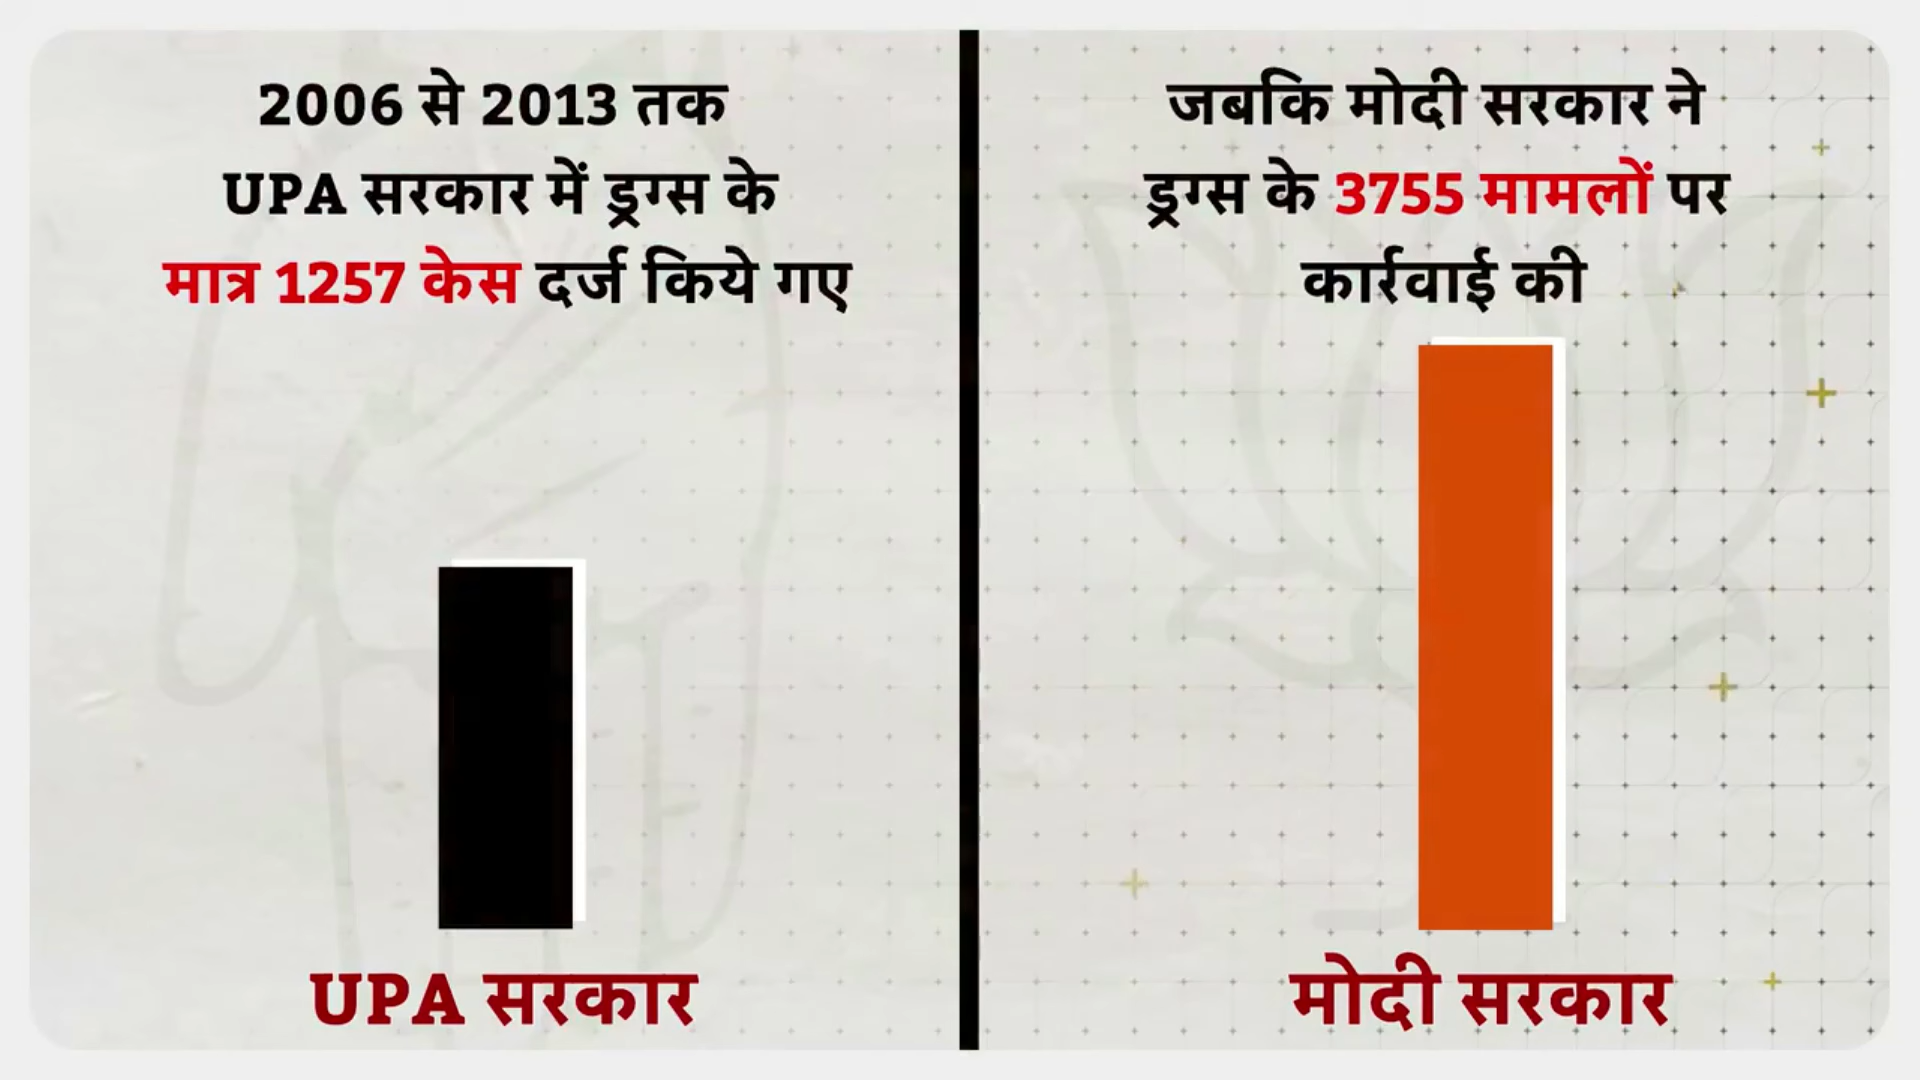 2006 से 2013 तक
UPA सरकार में ड्रग्स के
मात्र 1257 केस दर्ज किये गए
UPA सरकार
जबकि मोदी सरकार ने
ड्रग्स के 3755 मामलों पर
कार्रवाई की
मोदी सरकार